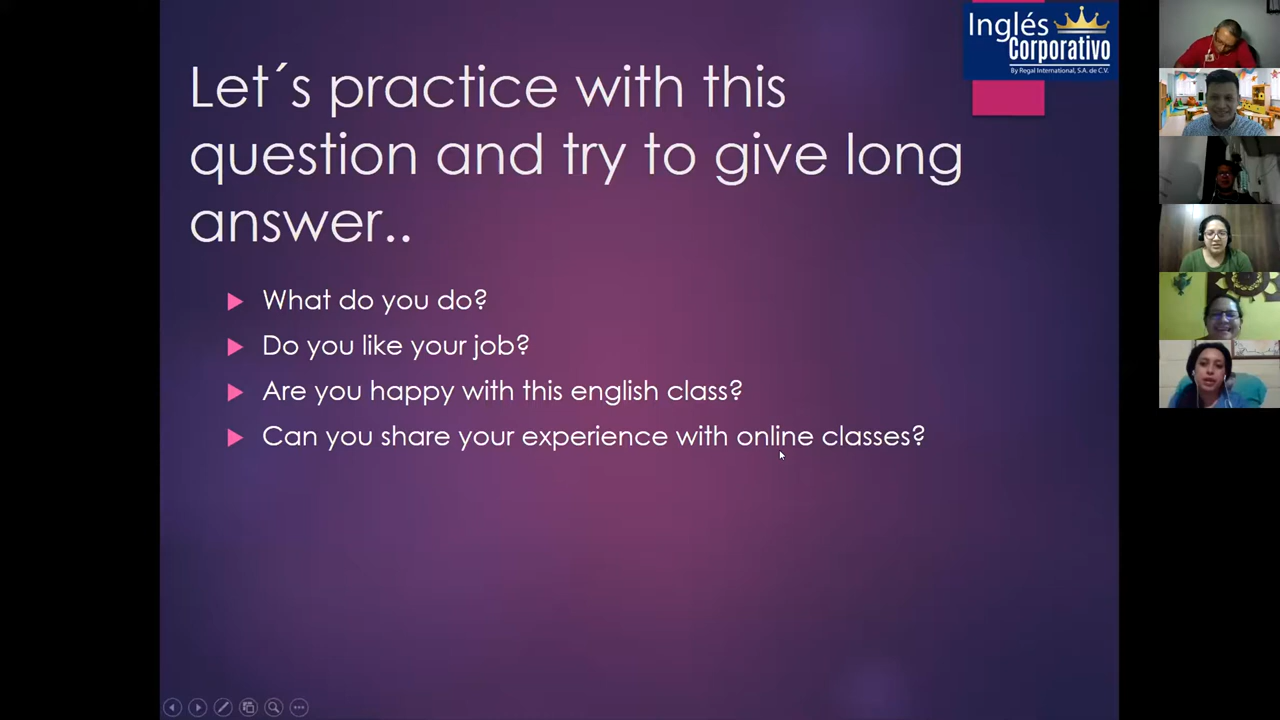 Inglés
Corporativo
By Regal International, S.A. de C.V.
Let´s practice with this
question and try to give long
answer..
What do you do?
Do you like your job?
Are you happy with this english class?
Can you share your experience with online classes?